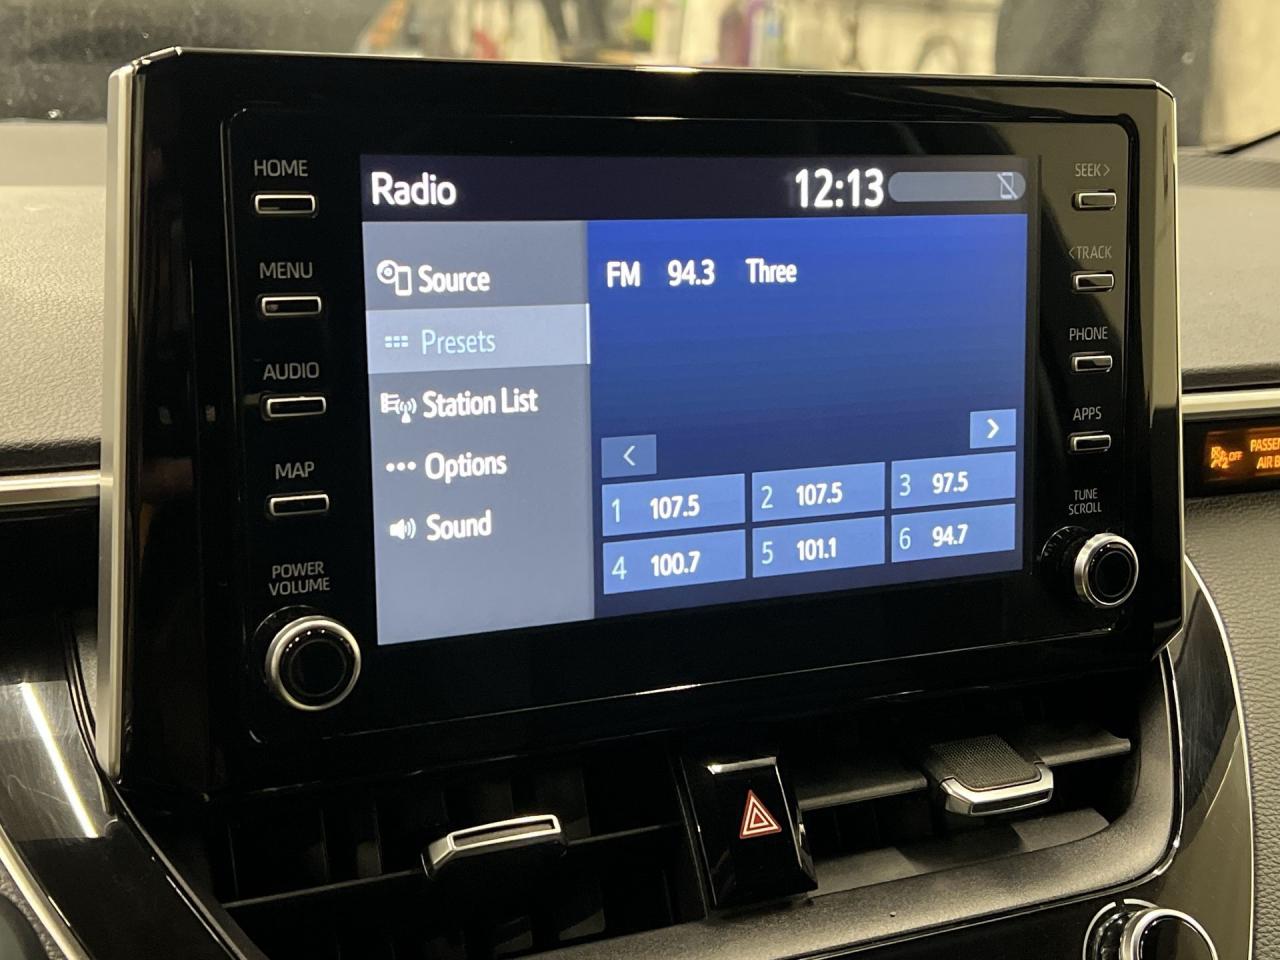 HOME
MENU
AUDIO
MAP
POWER
VOLUME
Radio 12:13
Source
Presets
Station List
Options
Sound
FM 94.3 Three
< >
1 107.5 2 107.5 3 97.5
4 100.7 5 101.1 6 94.7
SEEK>
<TRACK
PHONE
APPS
TUNE
SCROLL
OFF
AIR